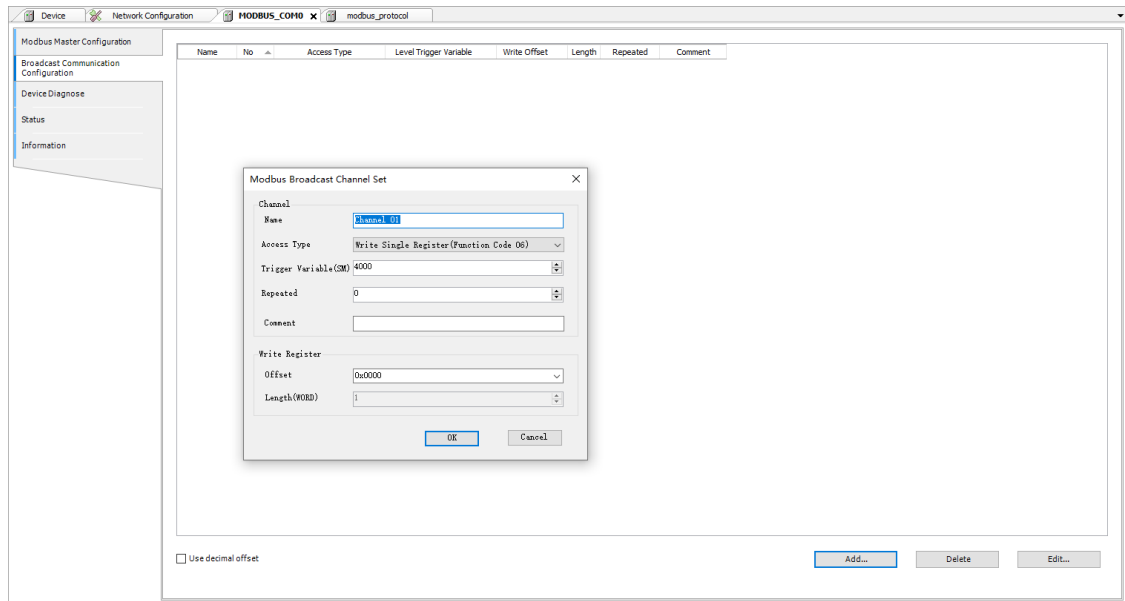 Device Network Configuration MODBUS_COM0 x modbus_protocol
Modbus Master Configuration
Broadcast Communication
Configuration
Device Diagnose
Status
Information
Name No Access Type Level Trigger Variable Write Offset Length Repeated Comment
Modbus Broadcast Channel Set
Channel
Name Channel 01
Access Type Write Single Register(Function Code 06)
Trigger Variable(SM) 4000
Repeated 0
Comment
Write Register
Offset 0x0000
Length(WORD) 1
OK Cancel
Use decimal offset Add... Delete Edit...